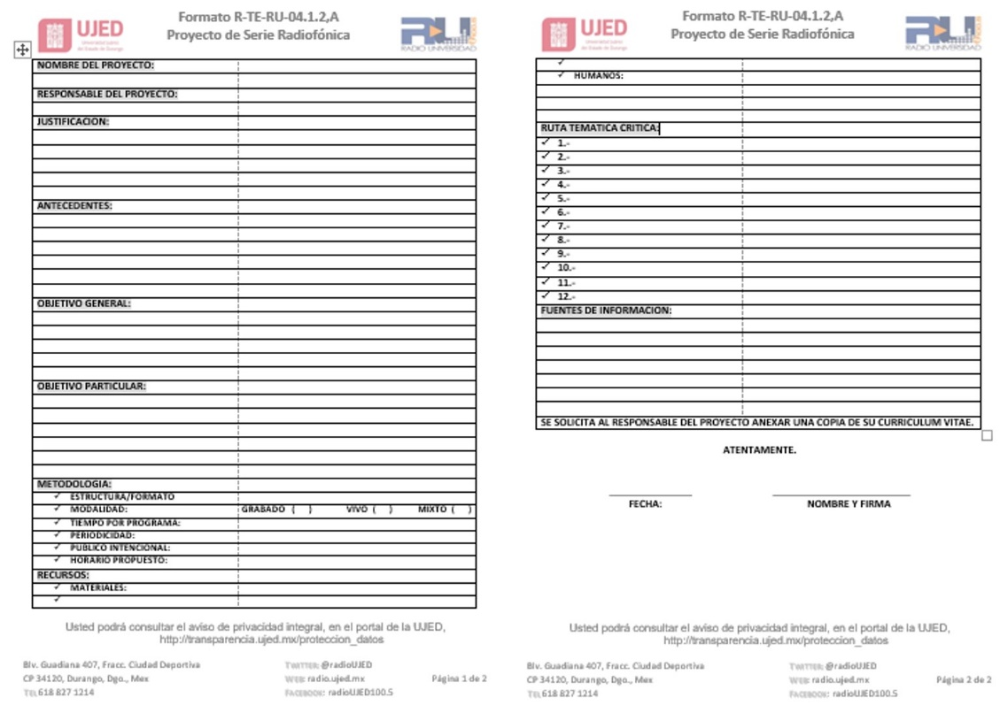 UJED
Universidad Juárez
del Estado de Durango
Formato R-TE-RU-04.1.2,A
Proyecto de Serie Radiofónica
RADIO UNIVERSIDAD
NOMBRE DEL PROYECTO:
RESPONSABLE DEL PROYECTO:
JUSTIFICACION:
ANTECEDENTES:
OBJETIVO GENERAL:
OBJETIVO PARTICULAR:
METODOLOGIA:
✓ ESTRUCTURA/FORMATO
✓ MODALIDAD: GRABADO ( ) VIVO ( ) MIXTO ( )
✓ TIEMPO POR PROGRAMA:
✓ PERIODICIDAD:
✓ PUBLICO INTENCIONAL:
✓ HORARIO PROPUESTO:
RECURSOS:
✓ MATERIALES:
✓
Usted podrá consultar el aviso de privacidad integral, en el portal de la UJED,
http://transparencia.ujed.mx/proteccion_datos
Blv. Guadiana 407, Fracc. Ciudad Deportiva TWITTER: @radioUJED
CP 34120, Durango, Dgo., Mex WEB: radio.ujed.mx Página 1 de 2
TEL 618 827 1214 FACEBOOK: radioUJED100.5
UJED
Universidad Juárez
del Estado de Durango
Formato R-TE-RU-04.1.2,A
Proyecto de Serie Radiofónica
RADIO UNIVERSIDAD
✓
✓ HUMANOS:
RUTA TEMATICA CRITICA:
✓ 1.-
✓ 2.-
✓ 3.-
✓ 4.-
✓ 5.-
✓ 6.-
✓ 7.-
✓ 8.-
✓ 9.-
✓ 10.-
✓ 11.-
✓ 12.-
FUENTES DE INFORMACION:
SE SOLICITA AL RESPONSABLE DEL PROYECTO ANEXAR UNA COPIA DE SU CURRICULUM VITAE.
ATENTAMENTE.
FECHA: NOMBRE Y FIRMA
Usted podrá consultar el aviso de privacidad integral, en el portal de la UJED,
http://transparencia.ujed.mx/proteccion_datos
Blv. Guadiana 407, Fracc. Ciudad Deportiva TWITTER: @radioUJED
CP 34120, Durango, Dgo., Mex WEB: radio.ujed.mx Página 2 de 2
TEL 618 827 1214 FACEBOOK: radioUJED100.5